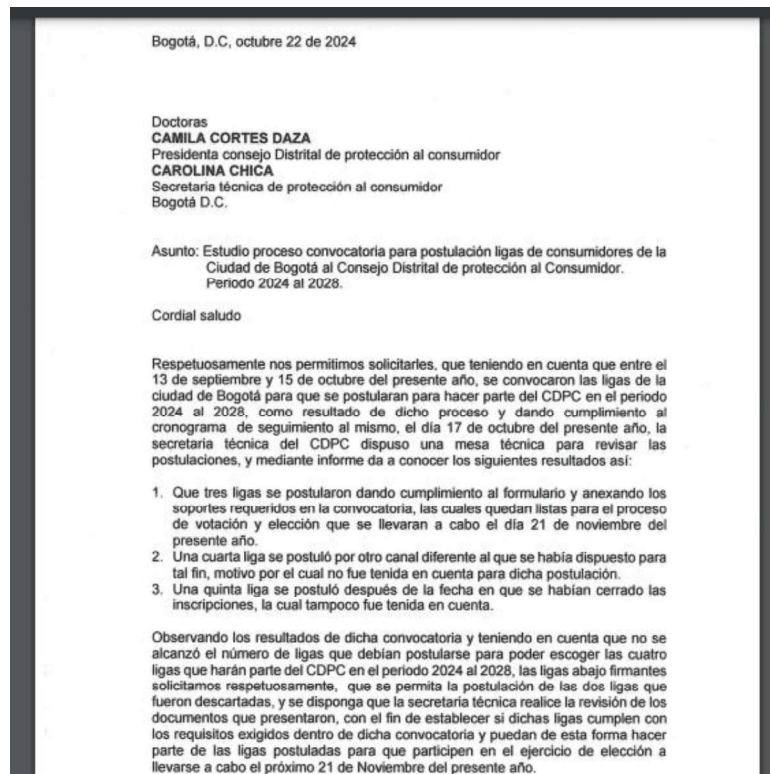 Bogotá, D.C, octubre 22 de 2024
Doctoras
CAMILA CORTES DAZA
Presidenta consejo Distrital de protección al consumidor
CAROLINA CHICA
Secretaria técnica de protección al consumidor
Bogotá D.C.
Asunto: Estudio proceso convocatoria para postulación ligas de consumidores de la
Ciudad de Bogotá al Consejo Distrital de protección al Consumidor.
Periodo 2024 al 2028.
Cordial saludo
Respetuosamente nos permitimos solicitarles, que teniendo en cuenta que entre el
13 de septiembre y 15 de octubre del presente año, se convocaron las ligas de la
ciudad de Bogotá para que se postularan para hacer parte del CDPC en el periodo
2024 al 2028, como resultado de dicho proceso y dando cumplimiento al
cronograma de seguimiento al mismo, el día 17 de octubre del presente año, la
secretaria técnica del CDPC dispuso una mesa técnica para revisar las
postulaciones, y mediante informe da a conocer los siguientes resultados así:
1. Que tres ligas se postularon dando cumplimiento al formulario y anexando los
soportes requeridos en la convocatoria, las cuales quedan listas para el proceso
de votación y elección que se llevaran a cabo el día 21 de noviembre del
presente año.
2. Una cuarta liga se postuló por otro canal diferente al que se había dispuesto para
tal fin, motivo por el cual no fue tenida en cuenta para dicha postulación.
3. Una quinta liga se postuló después de la fecha en que se habían cerrado las
inscripciones, la cual tampoco fue tenida en cuenta.
Observando los resultados de dicha convocatoria y teniendo en cuenta que no se
alcanzó el número de ligas que debían postularse para poder escoger las cuatro
ligas que harán parte del CDPC en el periodo 2024 al 2028, las ligas abajo firmantes
solicitamos respetuosamente, que se permita la postulación de las dos ligas que
fueron descartadas, y se disponga que la secretaria técnica realice la revisión de los
documentos que presentaron, con el fin de establecer si dichas ligas cumplen con
los requisitos exigidos dentro de dicha convocatoria y puedan de esta forma hacer
parte de las ligas postuladas para que participen en el ejercicio de elección a
llevarse a cabo el próximo 21 de Noviembre del presente año.